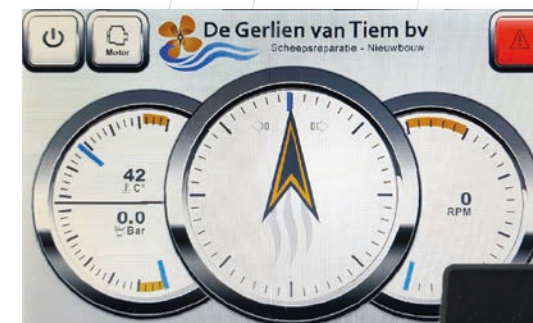 De Gerlien van Tiem bv
Scheepsreparatie - Nieuwbouw
Motor
42
C°
0.0
Bar
0
RPM